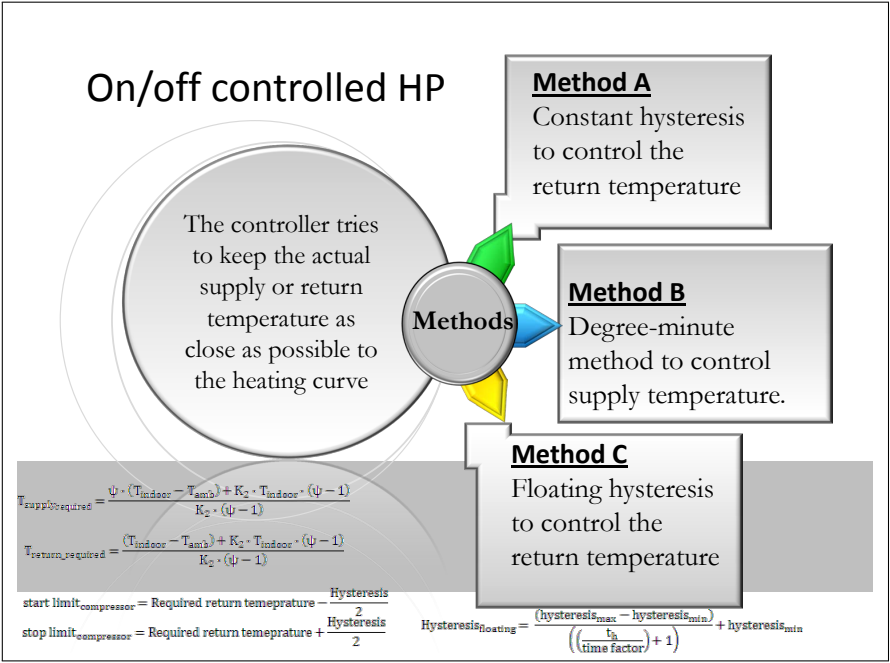 On/off controlled HP
The controller tries
to keep the actual
supply or return
temperature as
close as possible to
the heating curve
Methods
Method A
Constant hysteresis
to control the
return temperature
Method B
Degree-minute
method to control
supply temperature.
Method C
Floating hysteresis
to control the
return temperature
T_supply_required = (ψ · (T_indoor − T_amb) + K_2 · T_indoor · (ψ − 1)) / (K_2 · (ψ − 1))
T_return_required = ((T_indoor − T_amb) + K_2 · T_indoor · (ψ − 1)) / (K_2 · (ψ − 1))
start limit_compressor = Required return temeprature − Hysteresis / 2
stop limit_compressor = Required return temeprature + Hysteresis / 2
Hysteresis_floating = (hysteresis_max − hysteresis_min) / ((t_h / time factor) + 1) + hysteresis_min